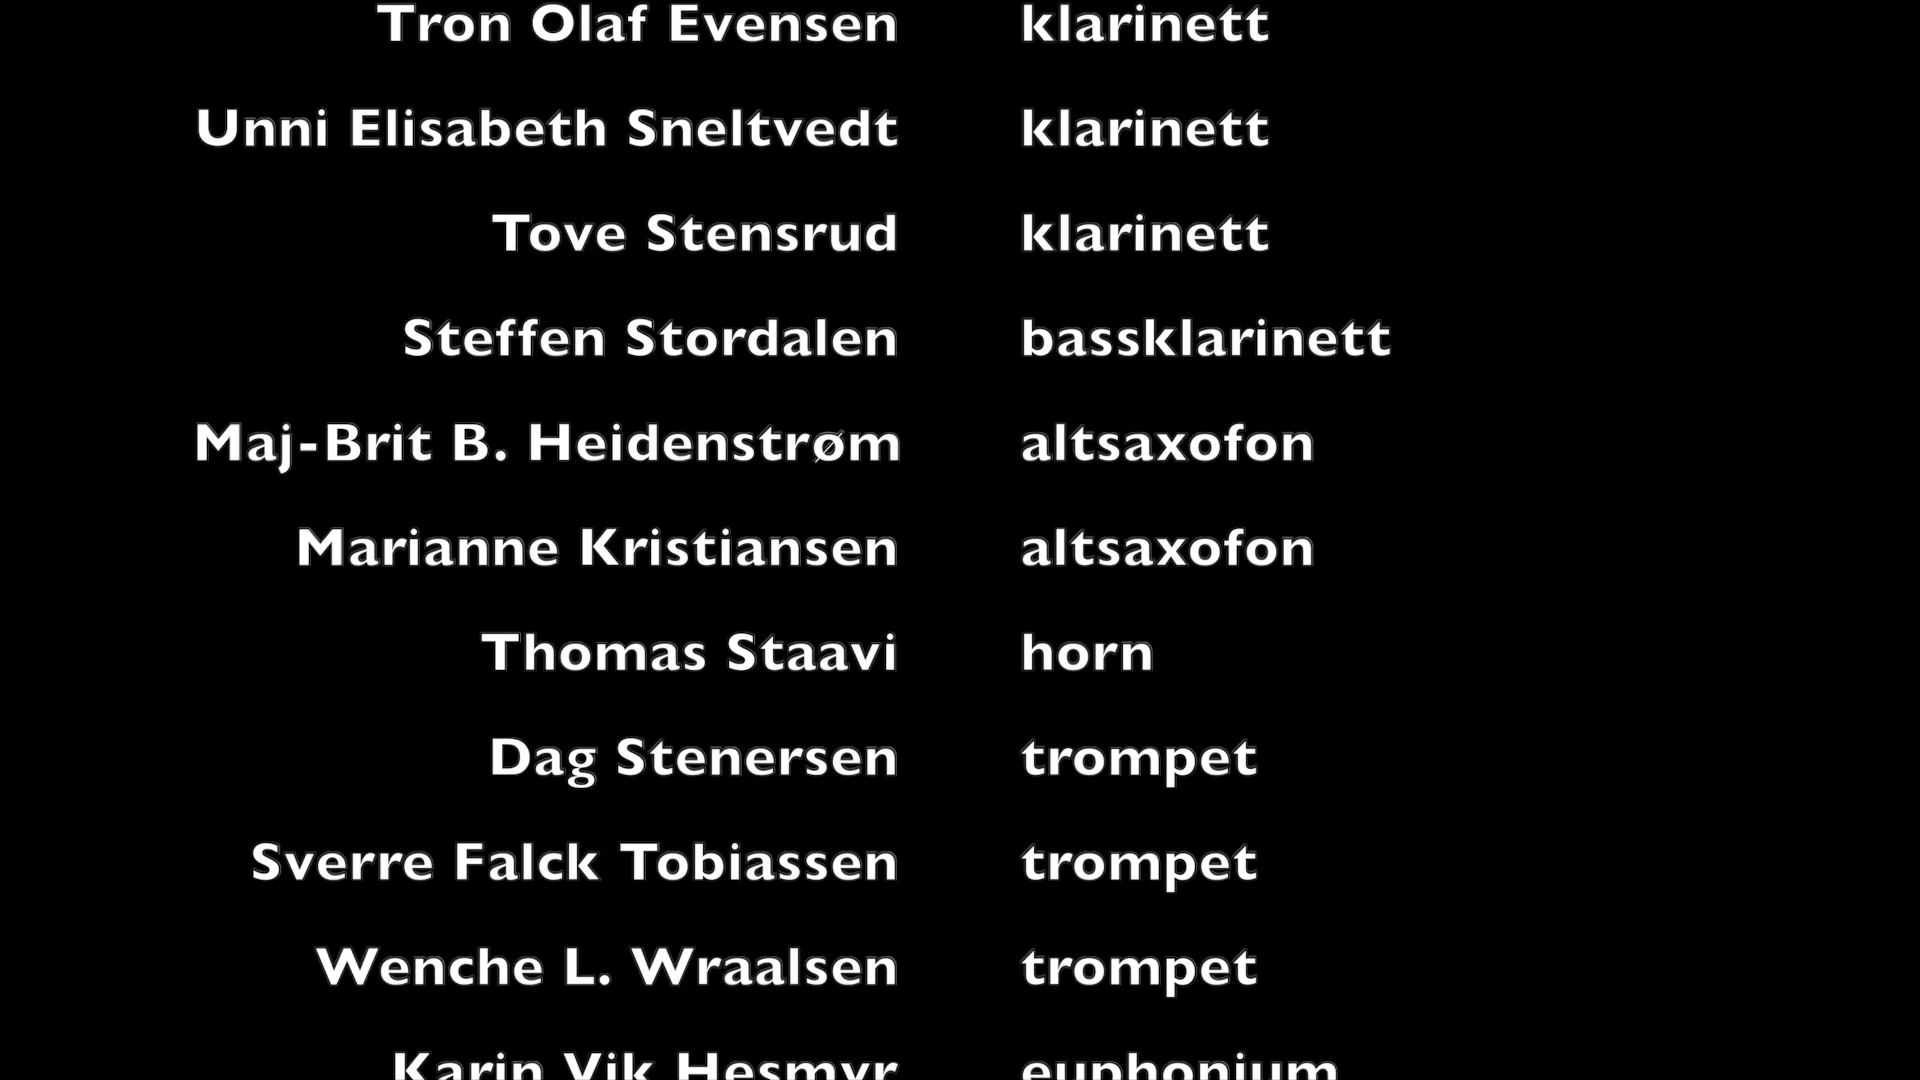 Tron Olaf Evensen klarinett
Unni Elisabeth Sneltvedt klarinett
Tove Stensrud klarinett
Steffen Stordalen bassklarinett
Maj-Brit B. Heidenstrøm altsaxofon
Marianne Kristiansen altsaxofon
Thomas Staavi horn
Dag Stenersen trompet
Sverre Falck Tobiassen trompet
Wenche L. Wraalsen trompet
Karin Vik Hesmyr euphonium